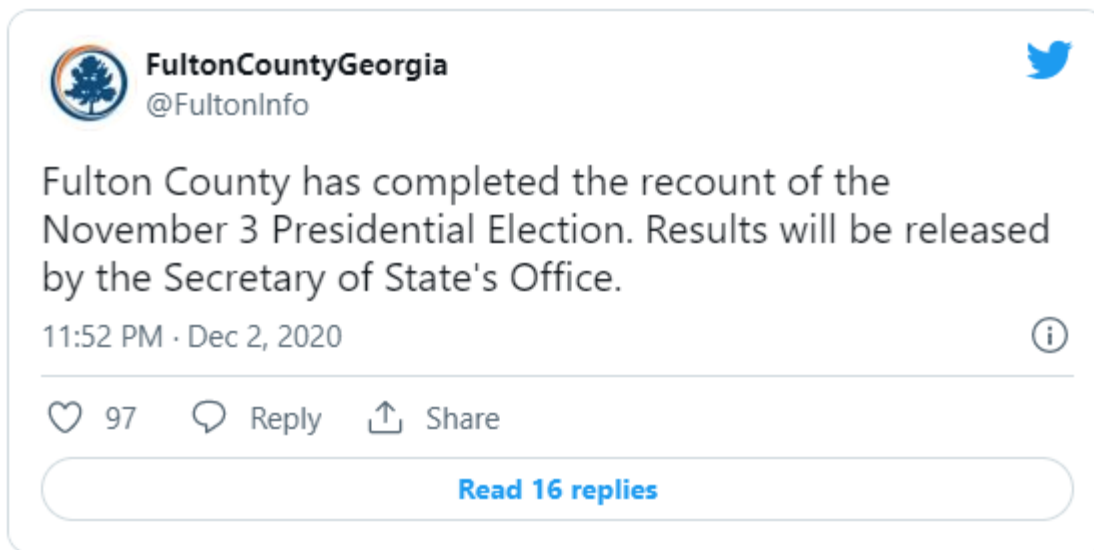 FultonCountyGeorgia
@FultonInfo
Fulton County has completed the recount of the
November 3 Presidential Election. Results will be released
by the Secretary of State's Office.
11:52 PM · Dec 2, 2020
97 Reply Share
Read 16 replies